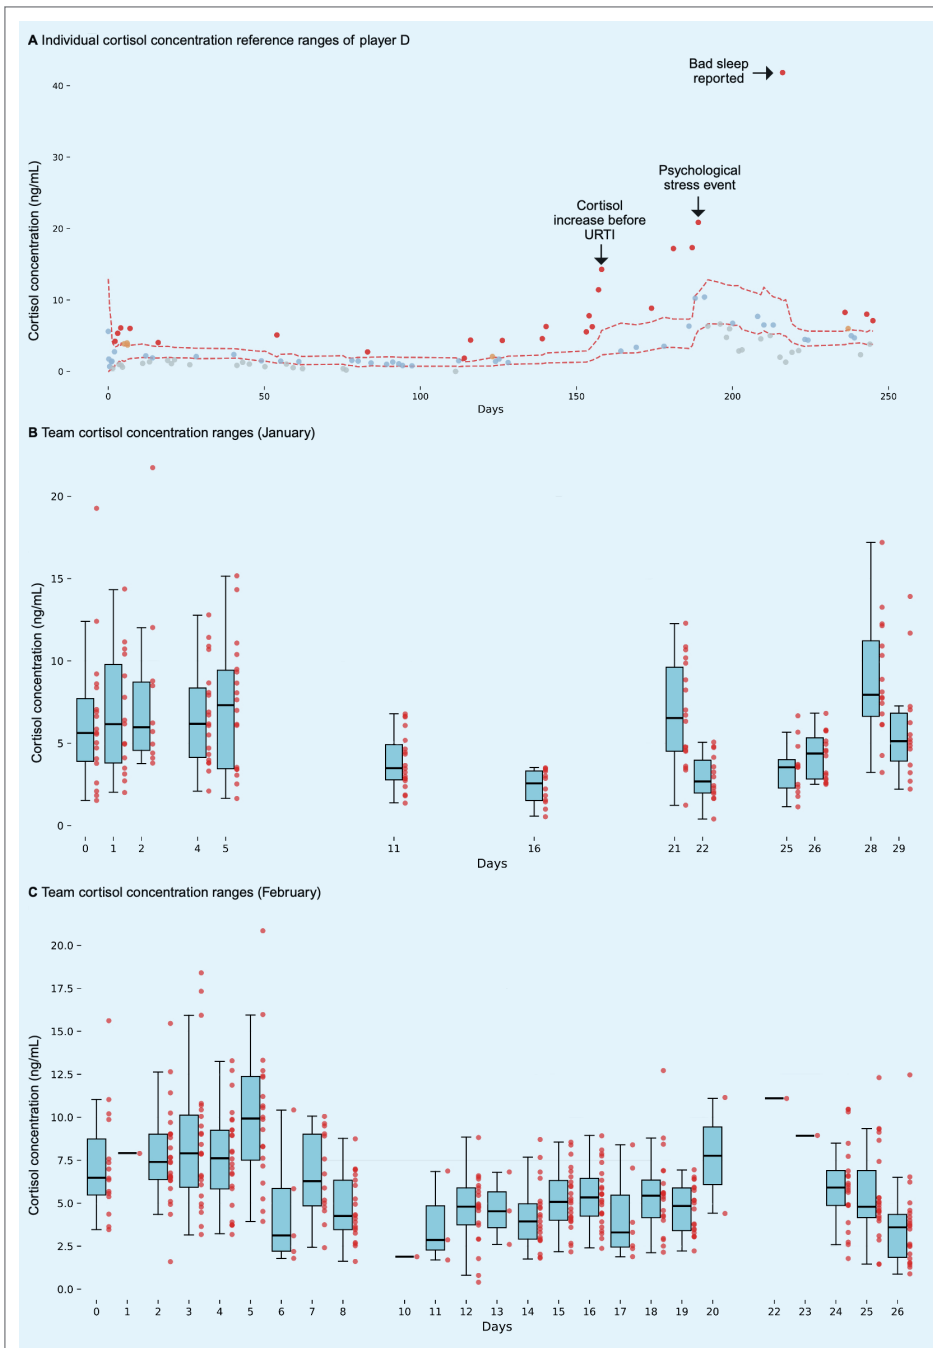 A Individual cortisol concentration reference ranges of player D
Bad sleep
reported
Psychological
stress event
Cortisol
increase before
URTI
Cortisol concentration (ng/mL)
40
30
20
10
0
0 50 100 150 200 250
Days
B Team cortisol concentration ranges (January)
Cortisol concentration (ng/mL)
20
15
10
5
0
0 1 2 4 5 11 16 21 22 25 26 28 29
Days
C Team cortisol concentration ranges (February)
Cortisol concentration (ng/mL)
20.0
17.5
15.0
12.5
10.0
7.5
5.0
2.5
0.0
0 1 2 3 4 5 6 7 8 10 11 12 13 14 15 16 17 18 19 20 22 23 24 25 26
Days